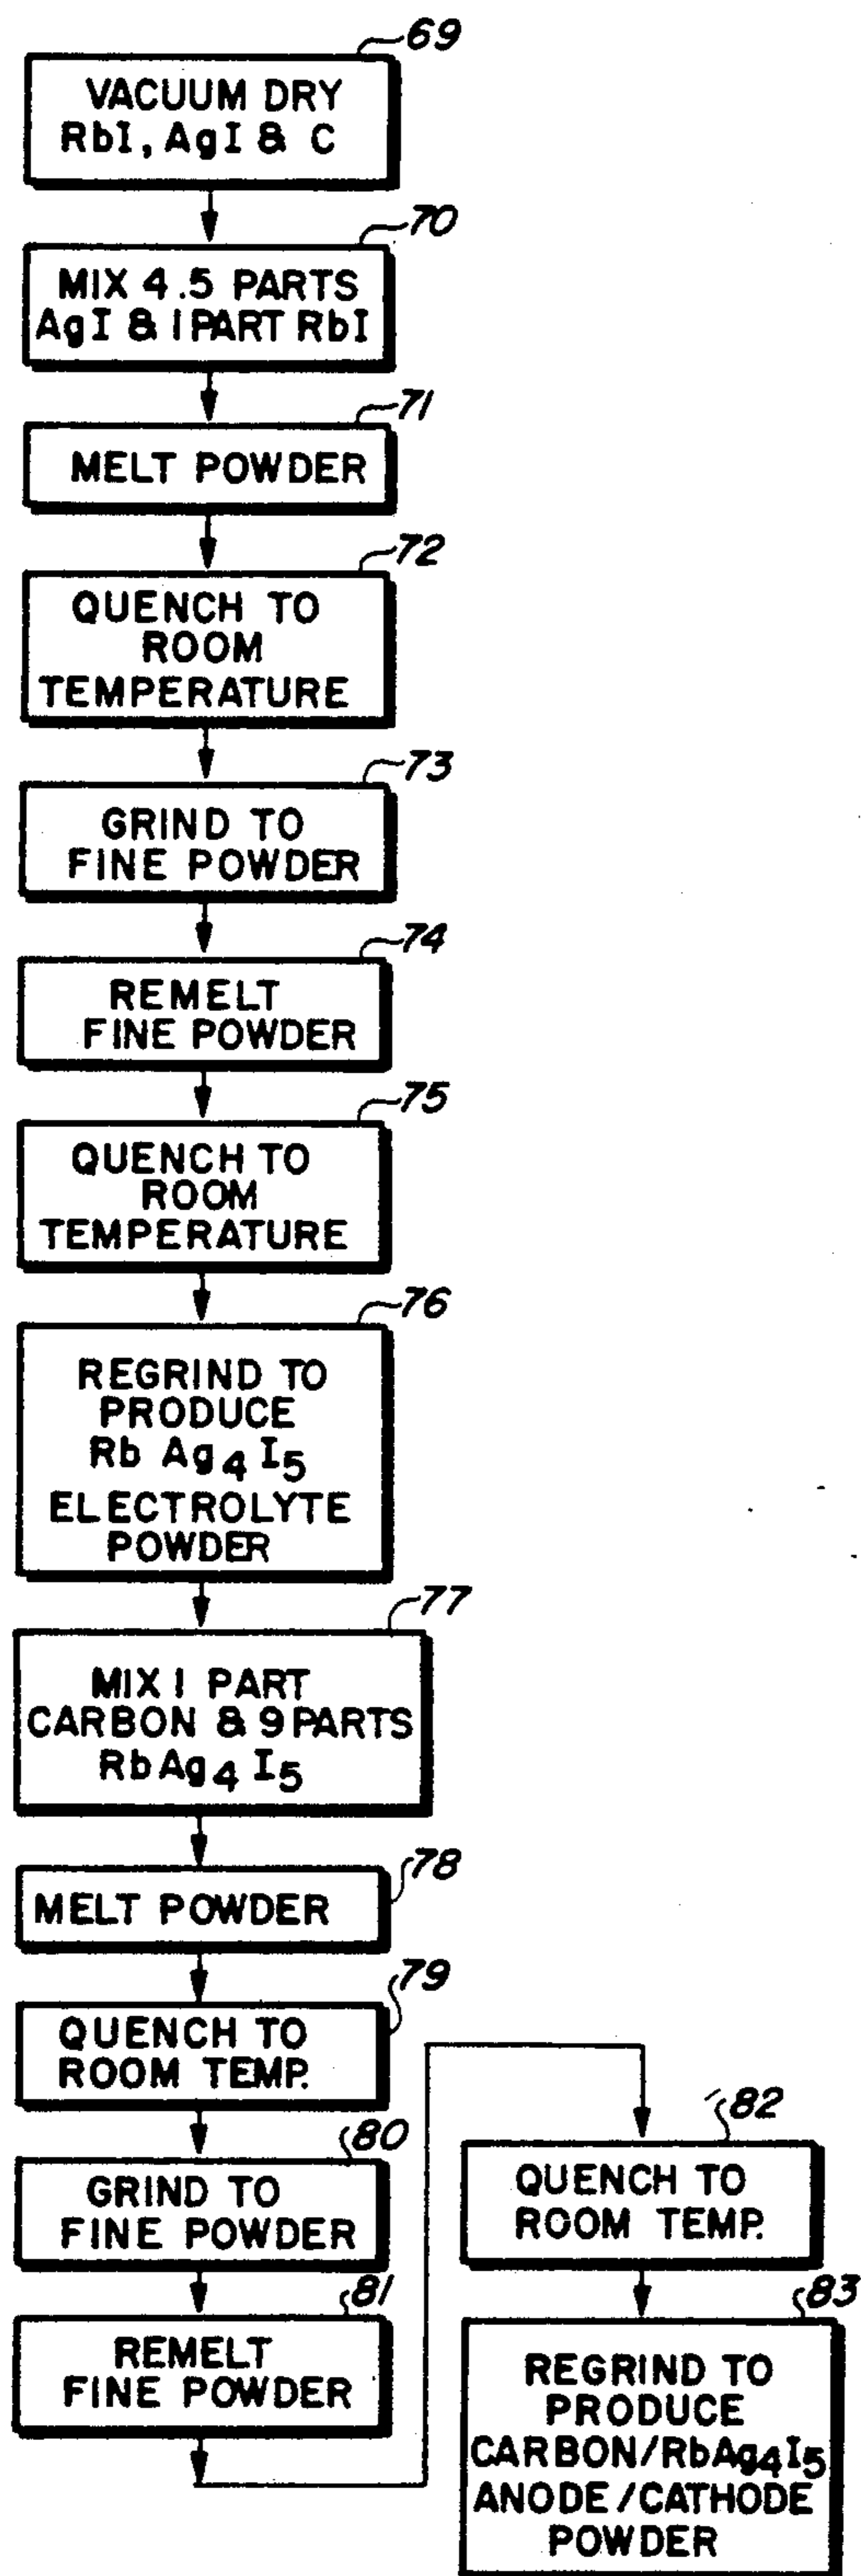 69
VACUUM DRY
RbI, AgI & C
70
MIX 4.5 PARTS
AgI & 1 PART RbI
71
MELT POWDER
72
QUENCH TO
ROOM
TEMPERATURE
73
GRIND TO
FINE POWDER
74
REMELT
FINE POWDER
75
QUENCH TO
ROOM
TEMPERATURE
76
REGRIND TO
PRODUCE
Rb Ag₄ I₅
ELECTROLYTE
POWDER
77
MIX 1 PART
CARBON & 9 PARTS
RbAg₄ I₅
78
MELT POWDER
79
QUENCH TO
ROOM TEMP.
80
GRIND TO
FINE POWDER
81
REMELT
FINE POWDER
82
QUENCH TO
ROOM TEMP.
83
REGRIND TO
PRODUCE
CARBON/RbAg₄I₅
ANODE/CATHODE
POWDER